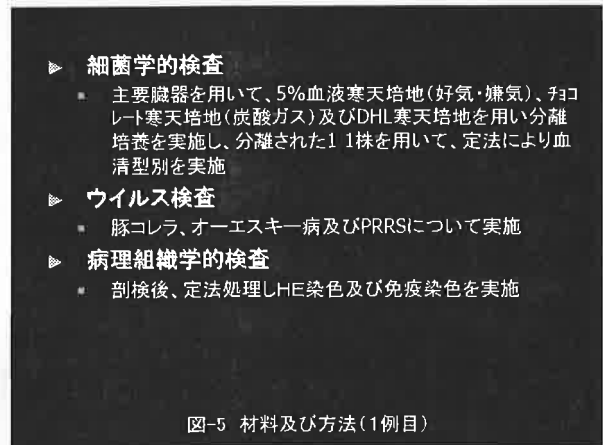 ▶ 細菌学的検査
▪ 主要臓器を用いて、5%血液寒天培地(好気・嫌気)、チョコ
レート寒天培地(炭酸ガス)及びDHL寒天培地を用い分離
培養を実施し、分離された11株を用いて、定法により血
清型別を実施
▶ ウイルス検査
▪ 豚コレラ、オーエスキー病及びPRRSについて実施
▶ 病理組織学的検査
▪ 剖検後、定法処理しHE染色及び免疫染色を実施
図-5 材料及び方法(1例目)